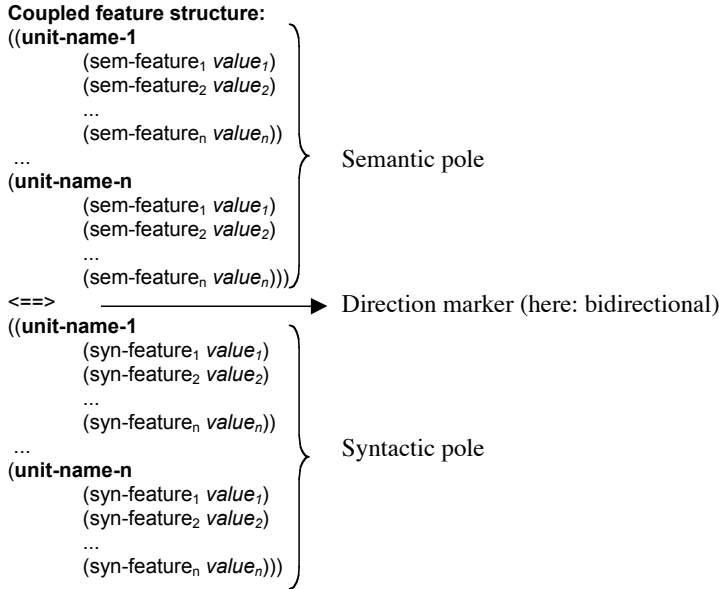 Coupled feature structure:
((unit-name-1
(sem-feature₁ value₁)
(sem-feature₂ value₂)
...
(sem-featureₙ valueₙ))
...
Semantic pole
(unit-name-n
(sem-feature₁ value₁)
(sem-feature₂ value₂)
...
(sem-featureₙ valueₙ)))
<==> Direction marker (here: bidirectional)
((unit-name-1
(syn-feature₁ value₁)
(syn-feature₂ value₂)
...
(syn-featureₙ valueₙ))
...
Syntactic pole
(unit-name-n
(syn-feature₁ value₁)
(syn-feature₂ value₂)
...
(syn-featureₙ valueₙ)))